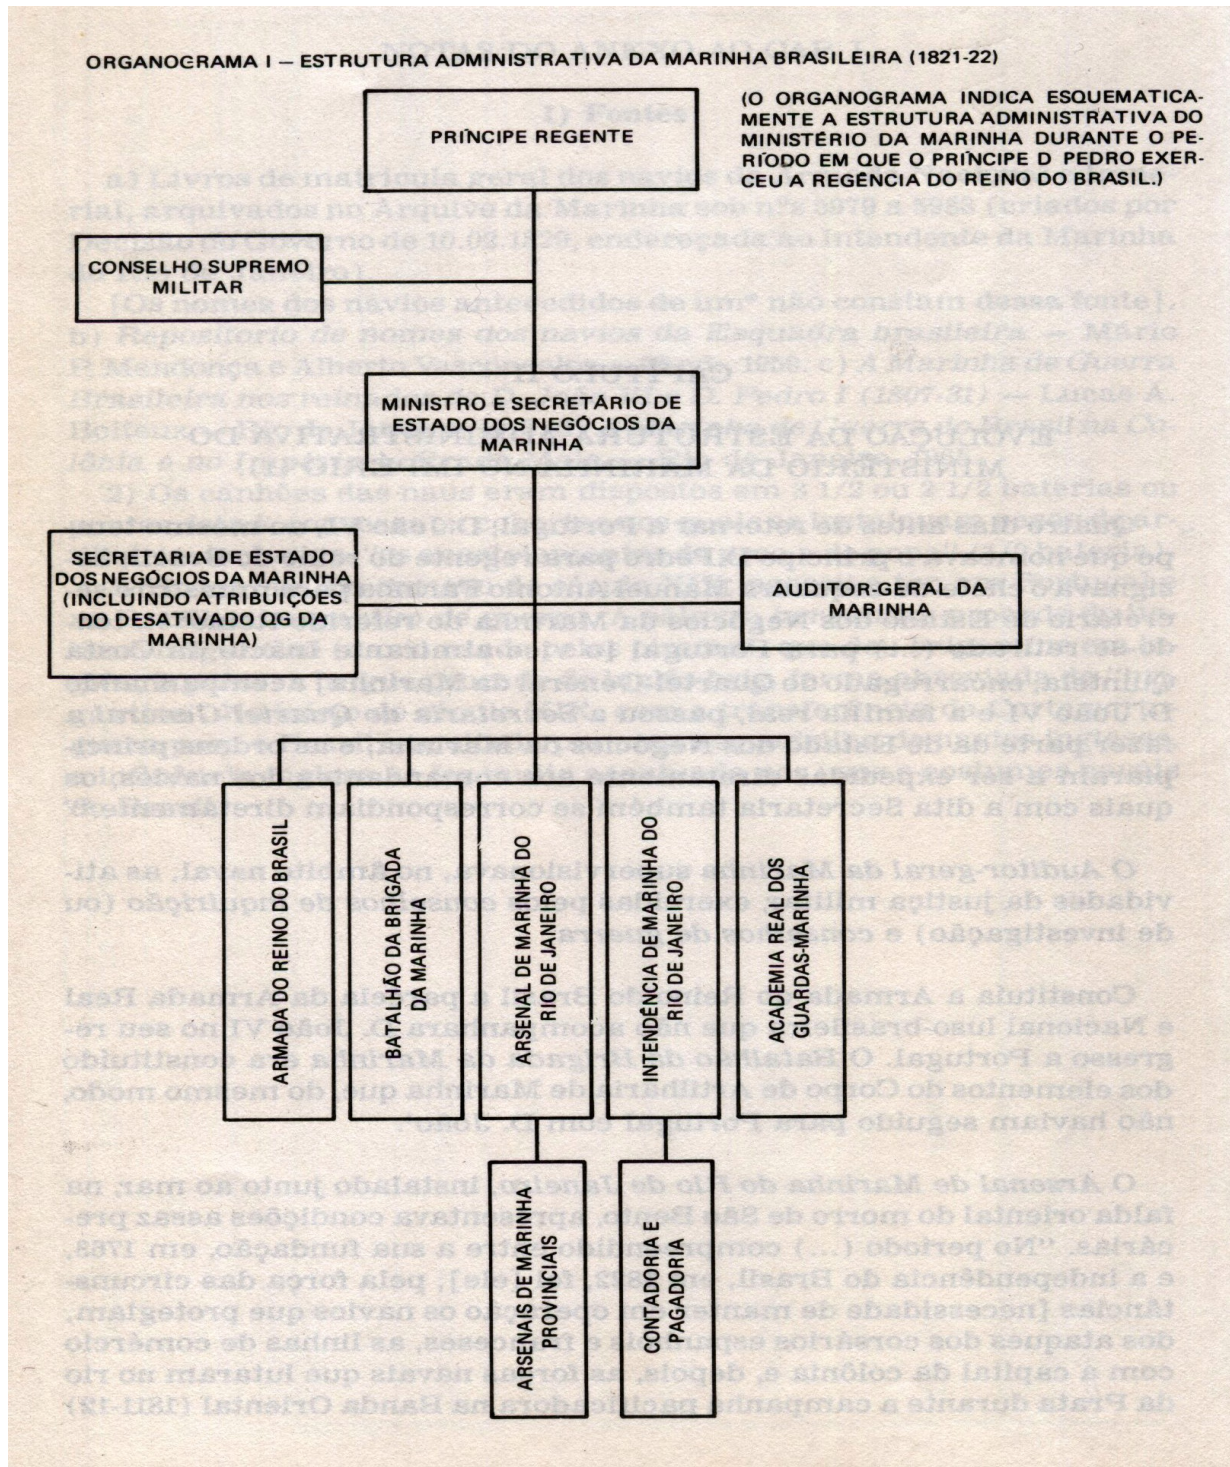 ORGANOGRAMA I – ESTRUTURA ADMINISTRATIVA DA MARINHA BRASILEIRA (1821-22)
(O ORGANOGRAMA INDICA ESQUEMATICA-
MENTE A ESTRUTURA ADMINISTRATIVA DO
MINISTÉRIO DA MARINHA DURANTE O PE-
RÍODO EM QUE O PRÍNCIPE D PEDRO EXER-
CEU A REGÊNCIA DO REINO DO BRASIL.)
PRÍNCIPE REGENTE
CONSELHO SUPREMO
MILITAR
MINISTRO E SECRETÁRIO DE
ESTADO DOS NEGÓCIOS DA
MARINHA
SECRETARIA DE ESTADO
DOS NEGÓCIOS DA MARINHA
(INCLUINDO ATRIBUÇÕES
DO DESATIVADO QG DA
MARINHA)
AUDITOR-GERAL DA
MARINHA
ARMADA DO REINO DO BRASIL
BATALHÃO DA BRIGADA
DA MARINHA
ARSENAL DE MARINHA DO
RIO DE JANEIRO
INTENDÊNCIA DE MARINHA DO
RIO DE JANEIRO
ACADEMIA REAL DOS
GUARDAS-MARINHA
ARSENAIS DE MARINHA
PROVINCIAIS
CONTADORIA E
PAGADORIA